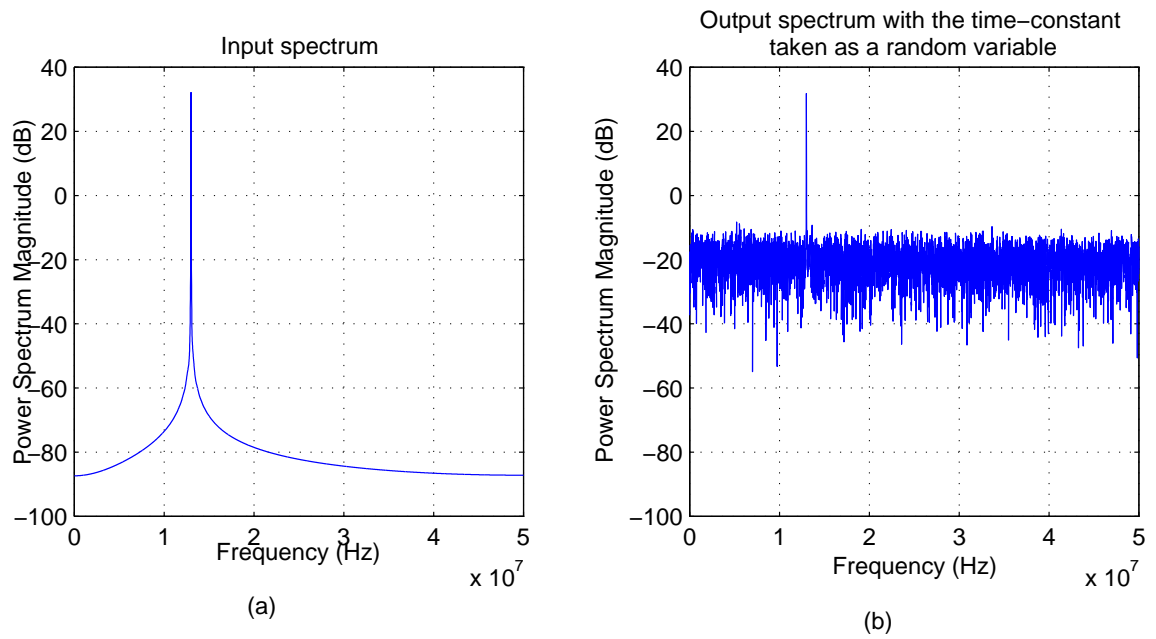 Input spectrum
Power Spectrum Magnitude (dB)
40
20
0
−20
−40
−60
−80
−100
0 1 2 3 4 5
Frequency (Hz)
x 10^7
(a)
Output spectrum with the time−constant
taken as a random variable
Power Spectrum Magnitude (dB)
40
20
0
−20
−40
−60
−80
−100
0 1 2 3 4 5
Frequency (Hz)
x 10^7
(b)